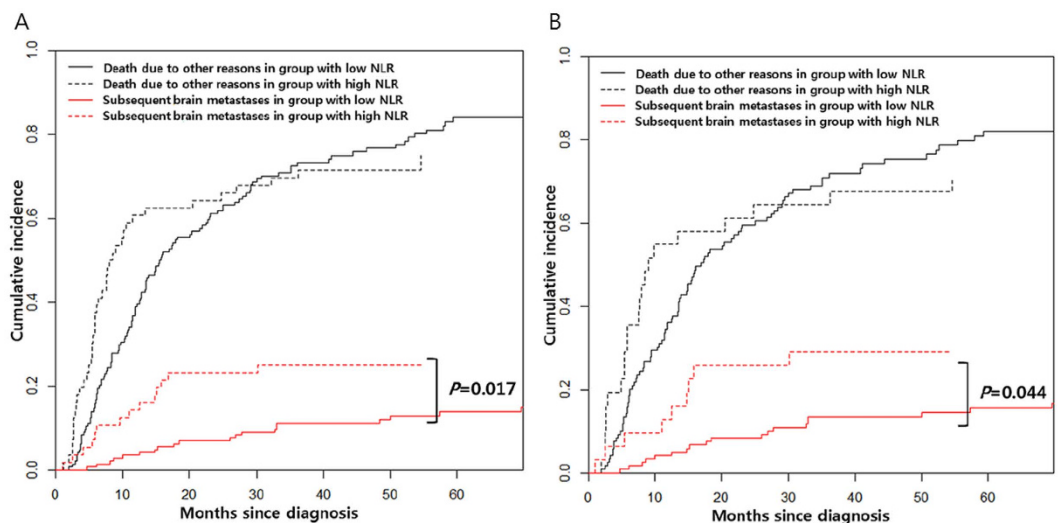 A
Cumulative incidence
1.0
0.8
0.6
0.4
0.2
0.0
Death due to other reasons in group with low NLR
Death due to other reasons in group with high NLR
Subsequent brain metastases in group with low NLR
Subsequent brain metastases in group with high NLR
P=0.017
0 10 20 30 40 50 60
Months since diagnosis
B
Cumulative incidence
1.0
0.8
0.6
0.4
0.2
0.0
Death due to other reasons in group with low NLR
Death due to other reasons in group with high NLR
Subsequent brain metastases in group with low NLR
Subsequent brain metastases in group with high NLR
P=0.044
0 10 20 30 40 50 60
Months since diagnosis